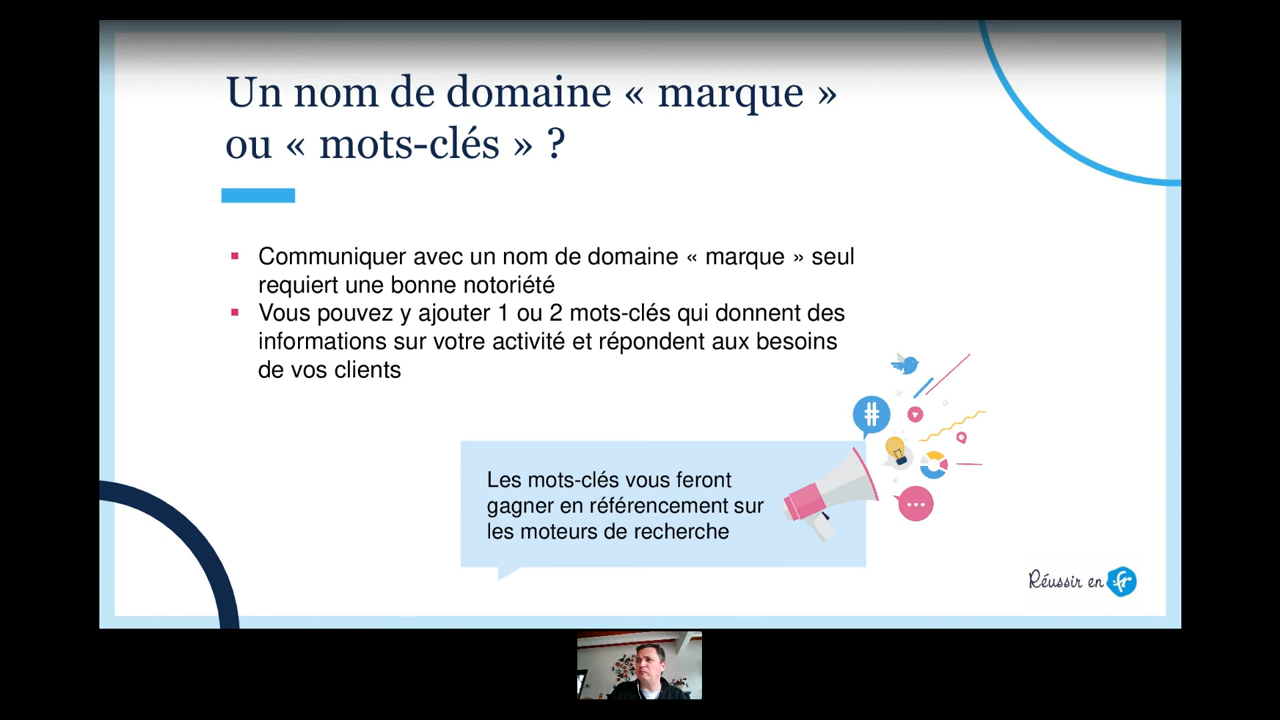 Un nom de domaine « marque »
ou « mots-clés » ?
▪ Communiquer avec un nom de domaine « marque » seul
requiert une bonne notoriété
▪ Vous pouvez y ajouter 1 ou 2 mots-clés qui donnent des
informations sur votre activité et répondent aux besoins
de vos clients
#
Les mots-clés vous feront
gagner en référencement sur
les moteurs de recherche
Réussir en .fr